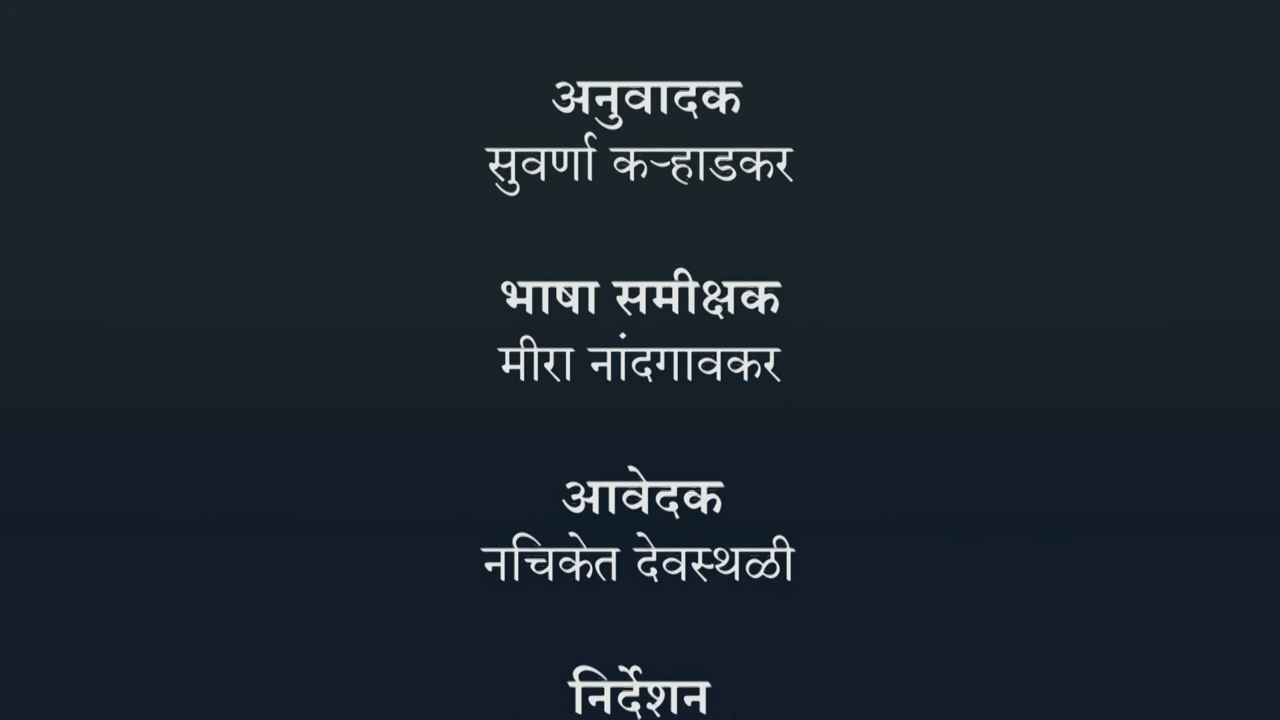 अनुवादक
सुवर्णा कऱ्हाडकर
भाषा समीक्षक
मीरा नांदगावकर
आवेदक
नचिकेत देवस्थळी
निर्देशन